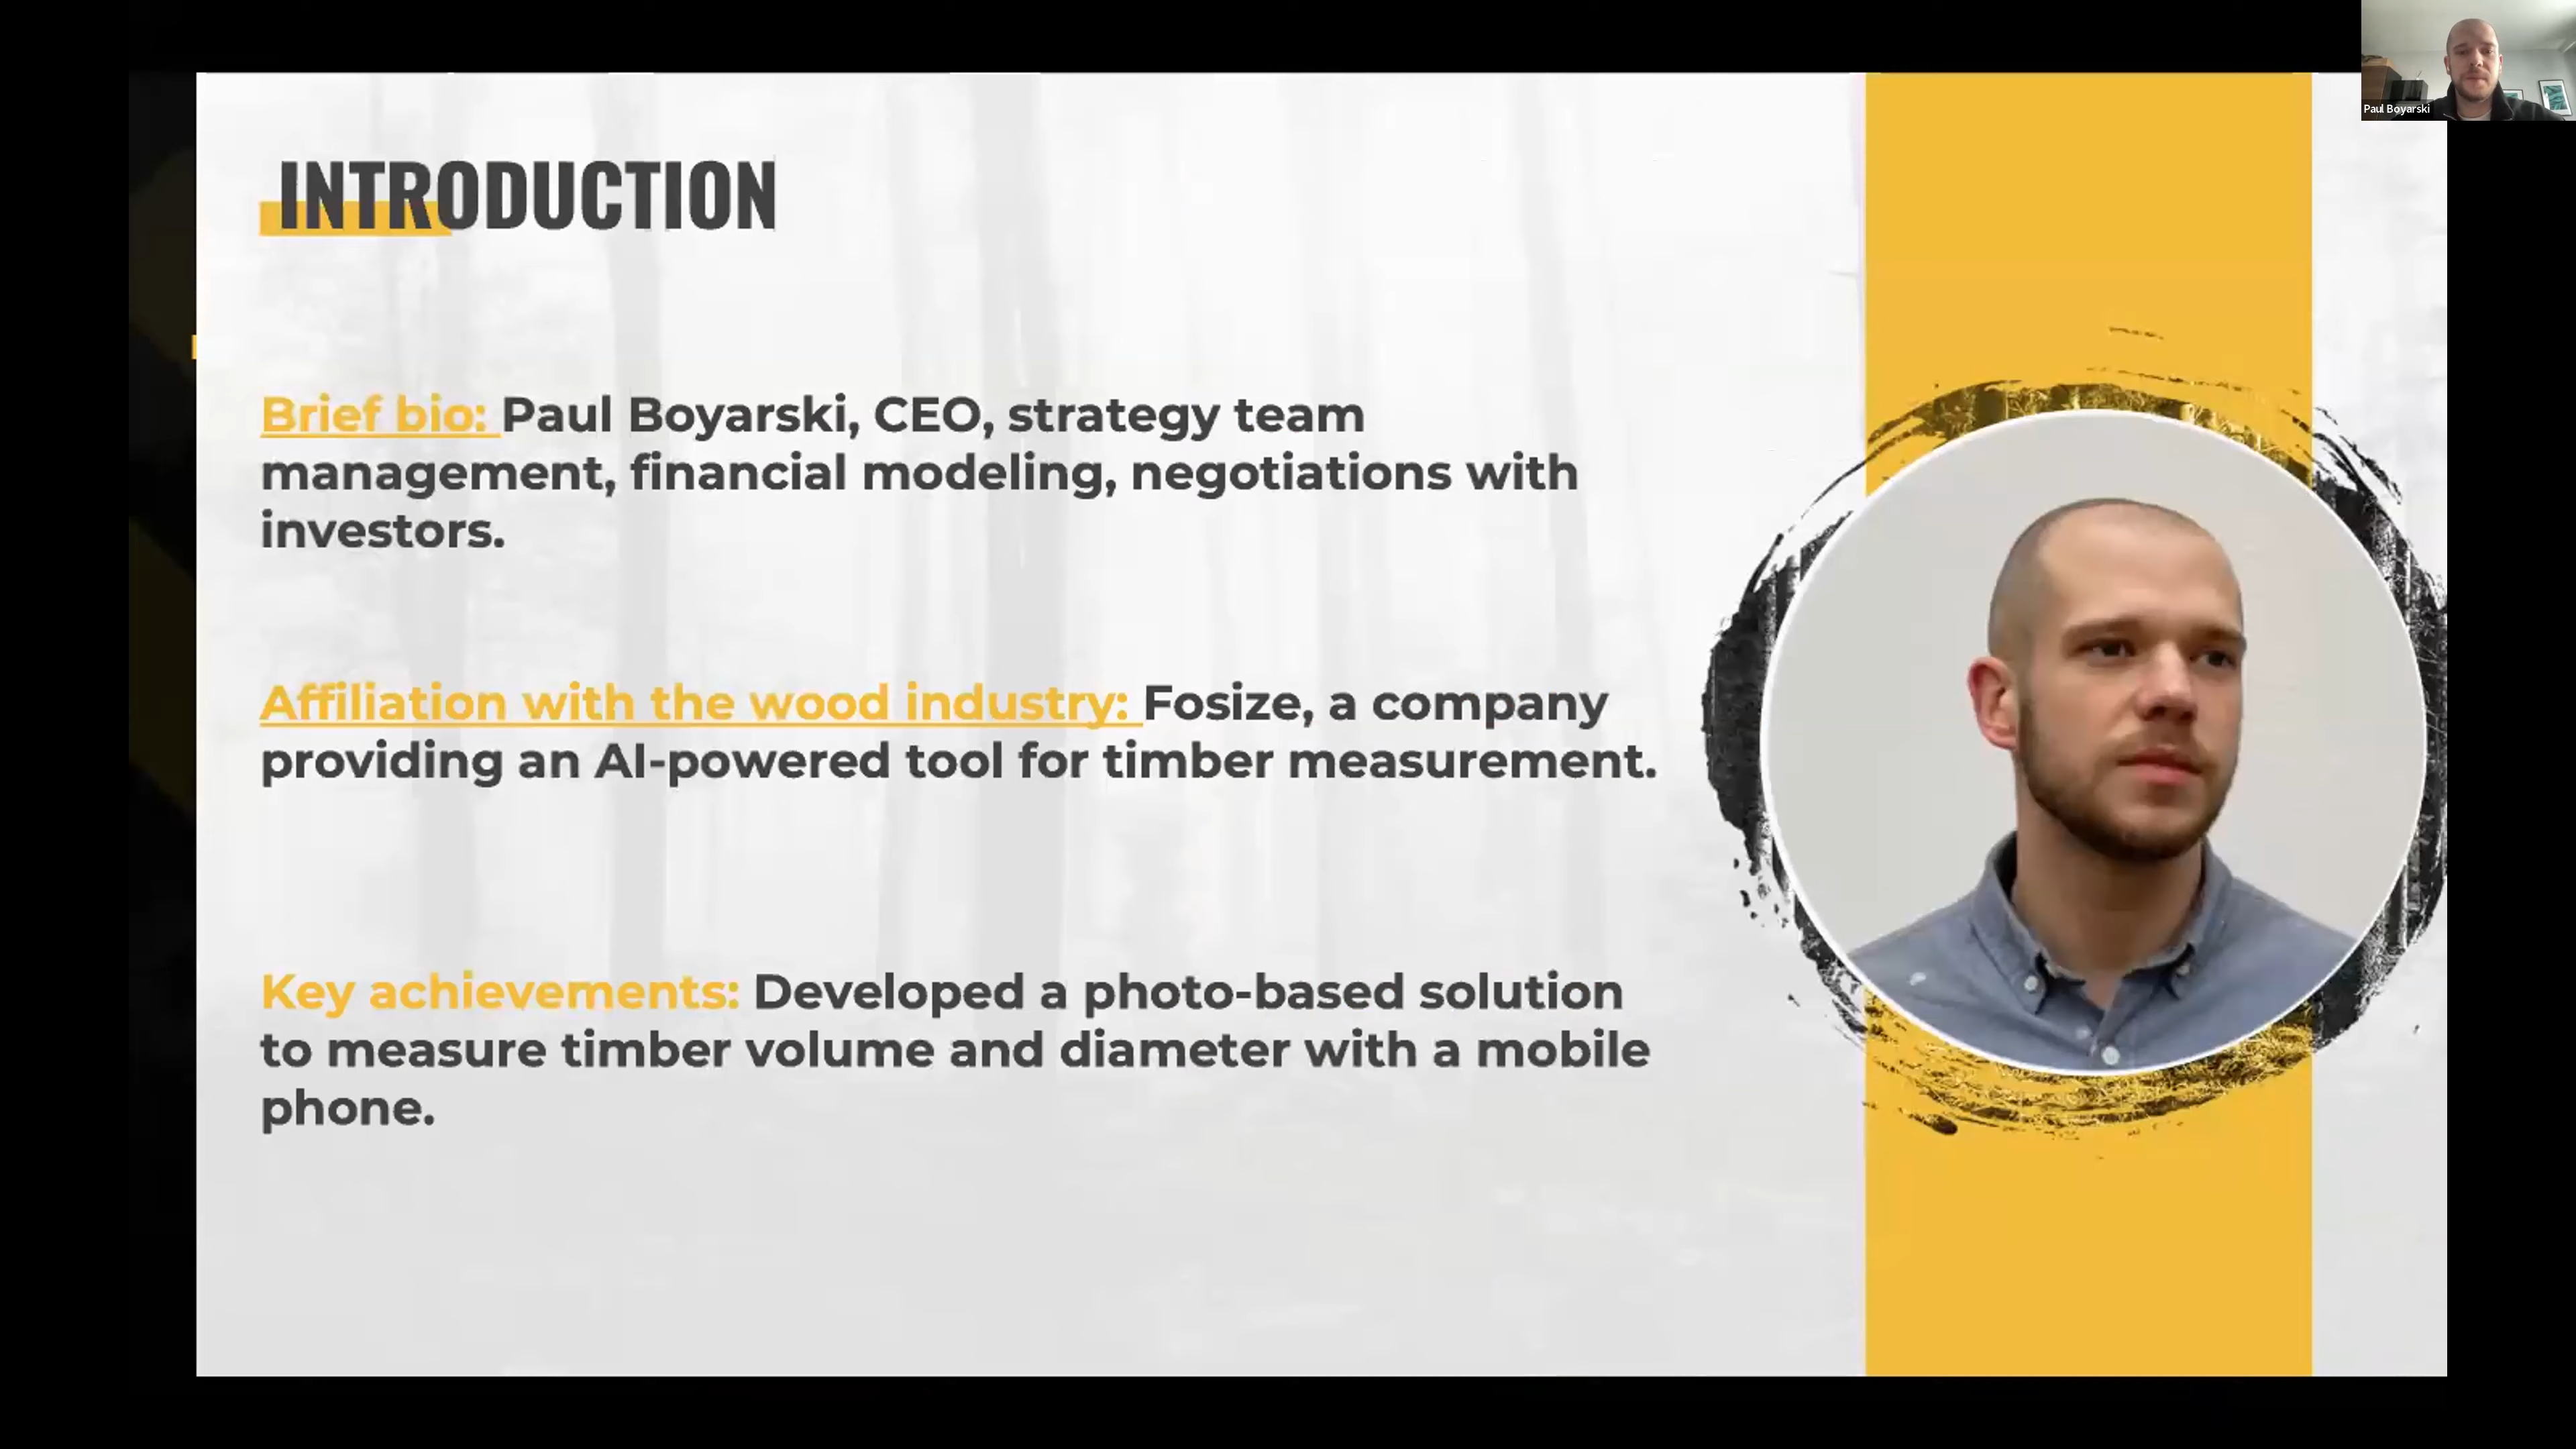 Paul Boyarski
INTRODUCTION
Brief bio: Paul Boyarski, CEO, strategy team
management, financial modeling, negotiations with
investors.
Affiliation with the wood industry: Fosize, a company
providing an AI-powered tool for timber measurement.
Key achievements: Developed a photo-based solution
to measure timber volume and diameter with a mobile
phone.